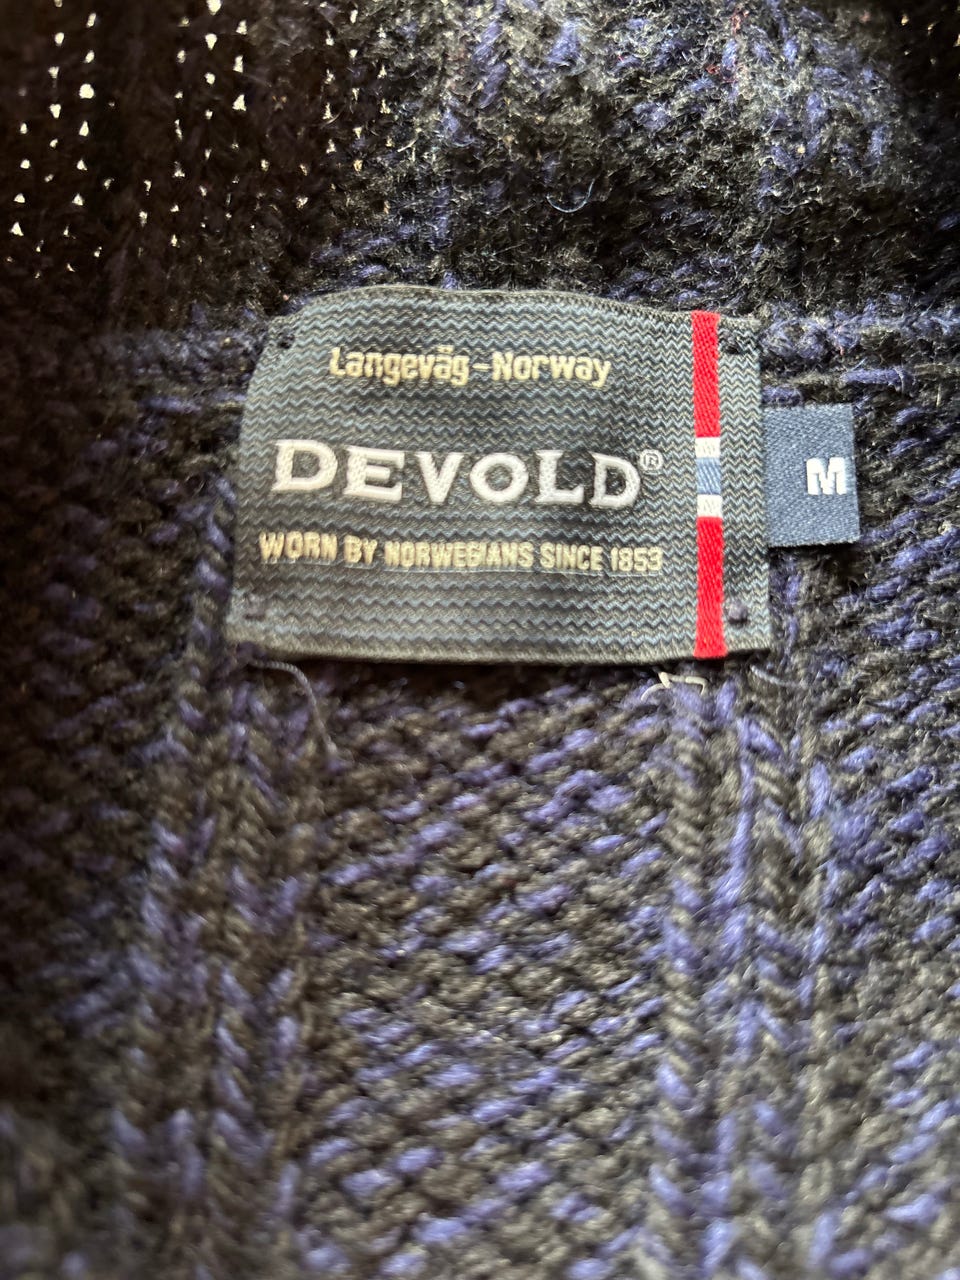 Langevåg-Norway
DEVOLD®
WORN BY NORWEGIANS SINCE 1853
M